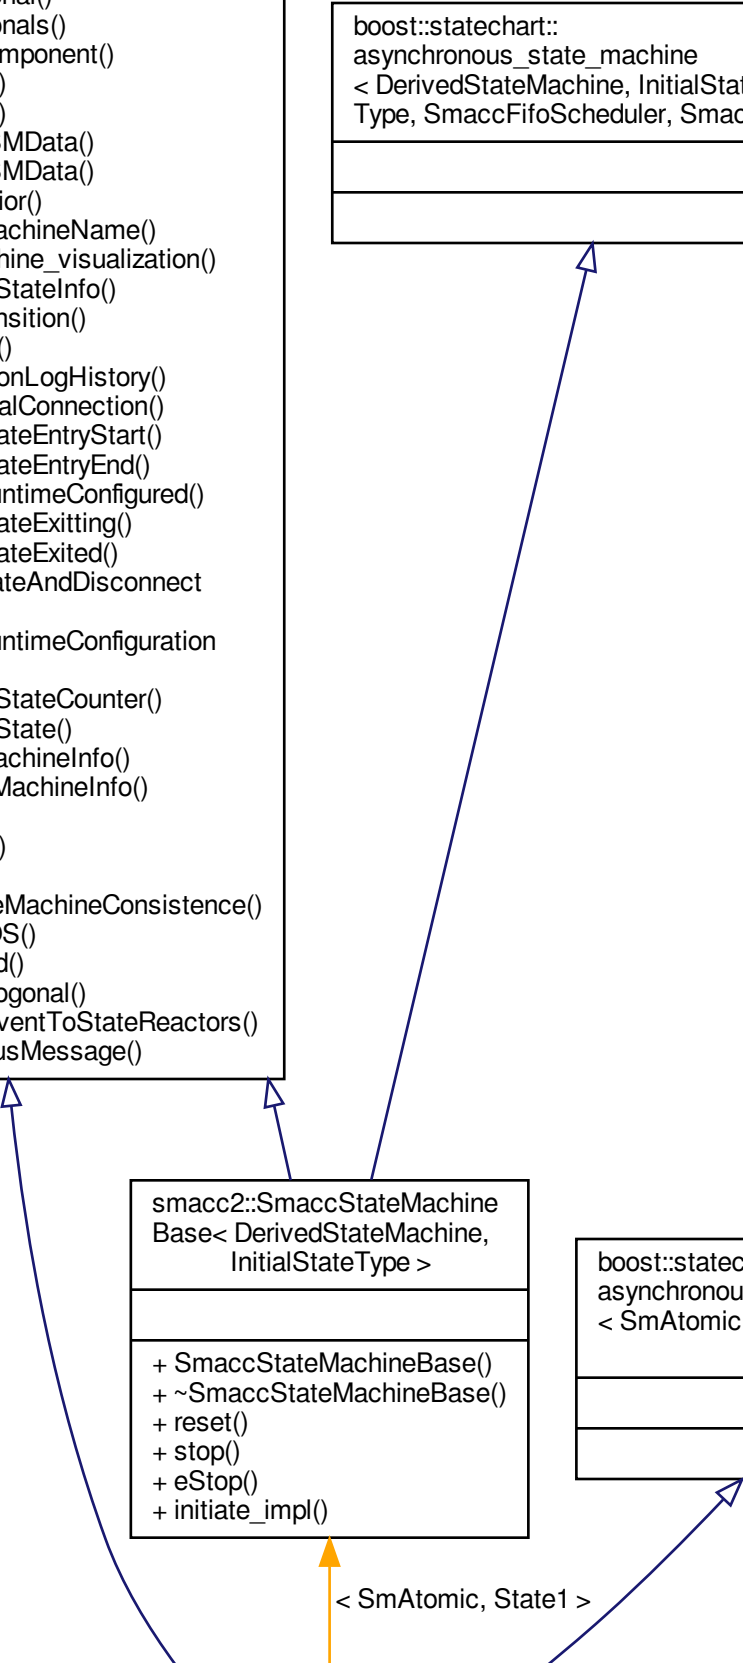 onals()
mponent()
)
)
SMData()
SMData()
ior()
achineName()
hine_visualization()
StateInfo()
nsition()
()
onLogHistory()
alConnection()
ateEntryStart()
ateEntryEnd()
untimeConfigured()
ateExitting()
ateExited()
ateAndDisconnect
untimeConfiguration
StateCounter()
State()
achineInfo()
MachineInfo()
)
eMachineConsistence()
OS()
d()
ogonal()
ventToStateReactors()
usMessage()
boost::statechart::
asynchronous_state_machine
< DerivedStateMachine, InitialStat
Type, SmaccFifoScheduler, Smac
smacc2::SmaccStateMachine
Base< DerivedStateMachine,
InitialStateType >
+ SmaccStateMachineBase()
+ ~SmaccStateMachineBase()
+ reset()
+ stop()
+ eStop()
+ initiate_impl()
boost::statec
asynchronou
< SmAtomic
< SmAtomic, State1 >